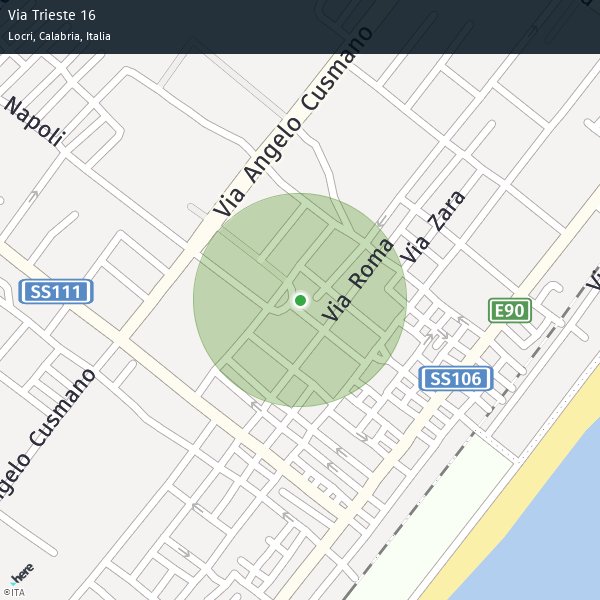 Via Trieste 16
Locri, Calabria, Italia
Napoli
Via Angelo Cusmano
Via Zara
Via Roma
SS111
E90
SS106
ngelo Cusmano
here
©ITA